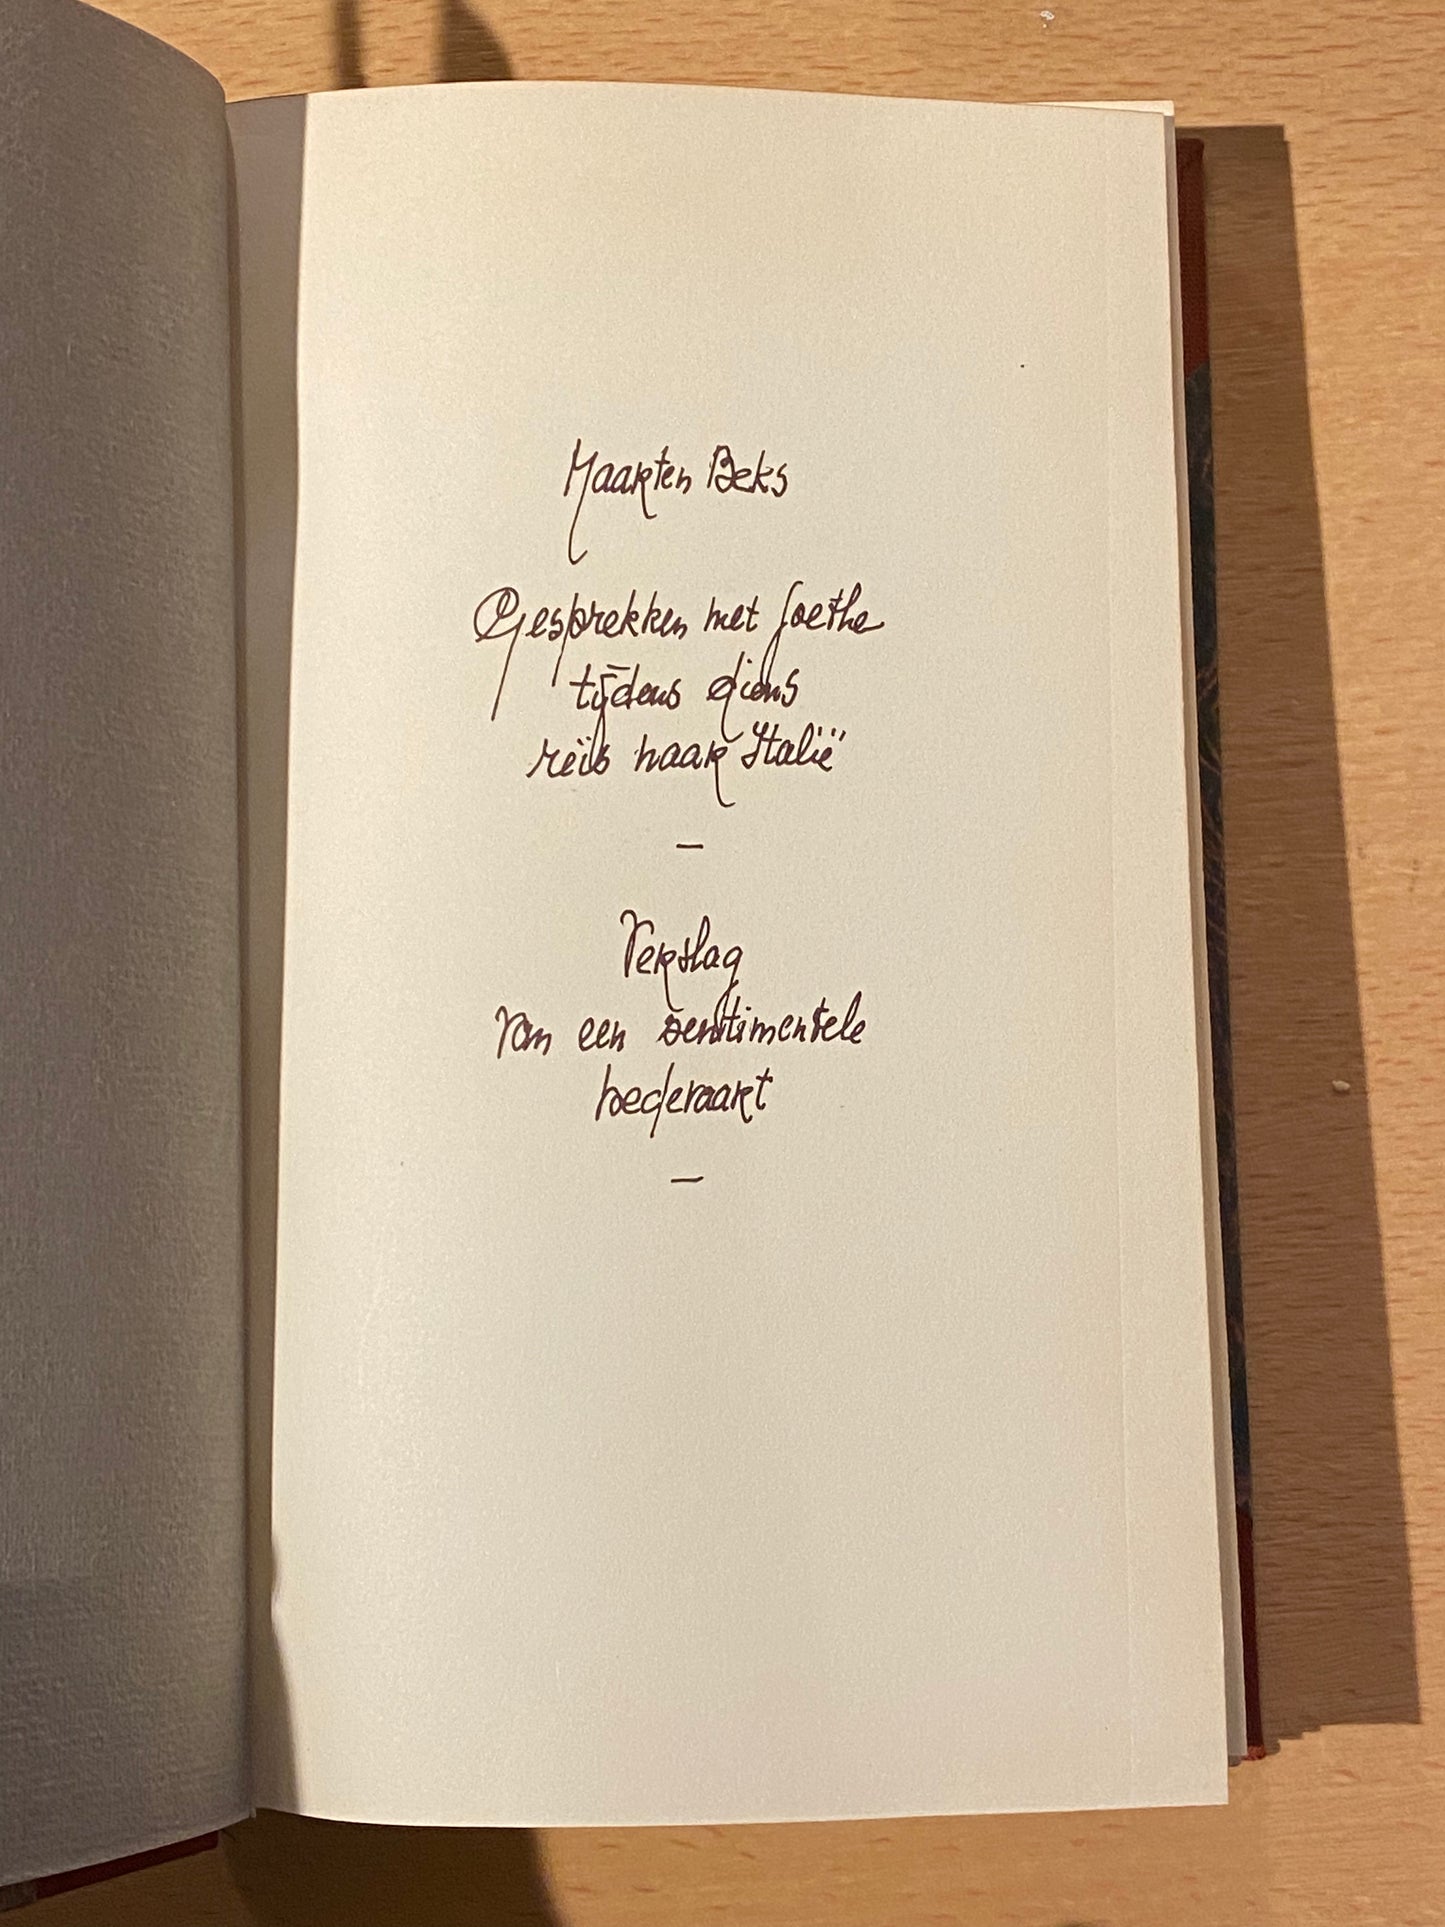 Maarten Beks
Gesprekken met Goethe
tijdens diens
reis naar Italië
—
Verslag
van een sentimentele
bedevaart
—